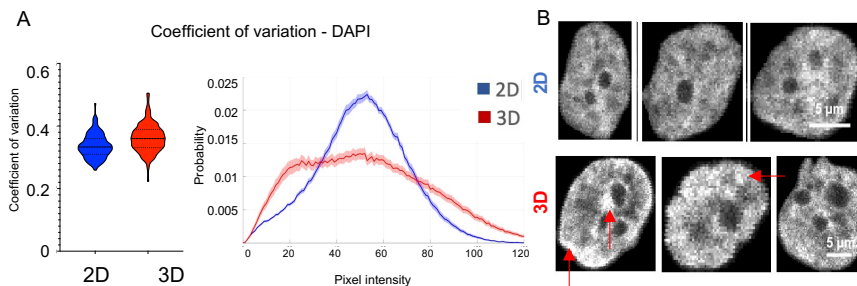 A
Coefficient of variation - DAPI
Coefficient of variation
0.6
0.4
0.2
0
2D
3D
Probability
0.025
0.02
0.015
0.01
0.005
0
20
40
60
80
100
120
Pixel intensity
2D
3D
B
2D
5 µm
3D
5 µm